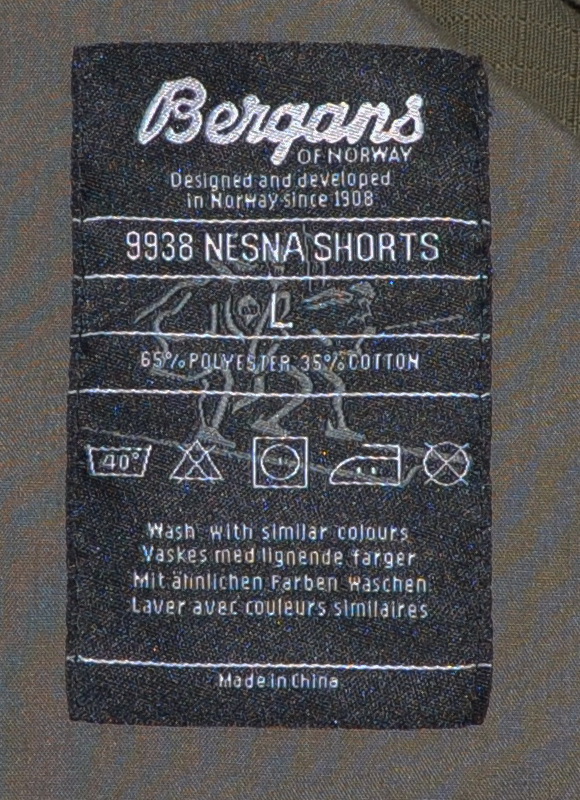 Bergans
OF NORWAY
Designed and developed
in Norway since 1908
9938 NESNA SHORTS
L
65% POLYESTER 35% COTTON
40°
Wash with similar colours
Vaskes med lignende farger
Mit ähnlichen Farben waschen
Laver avec couleurs similaires
Made in China